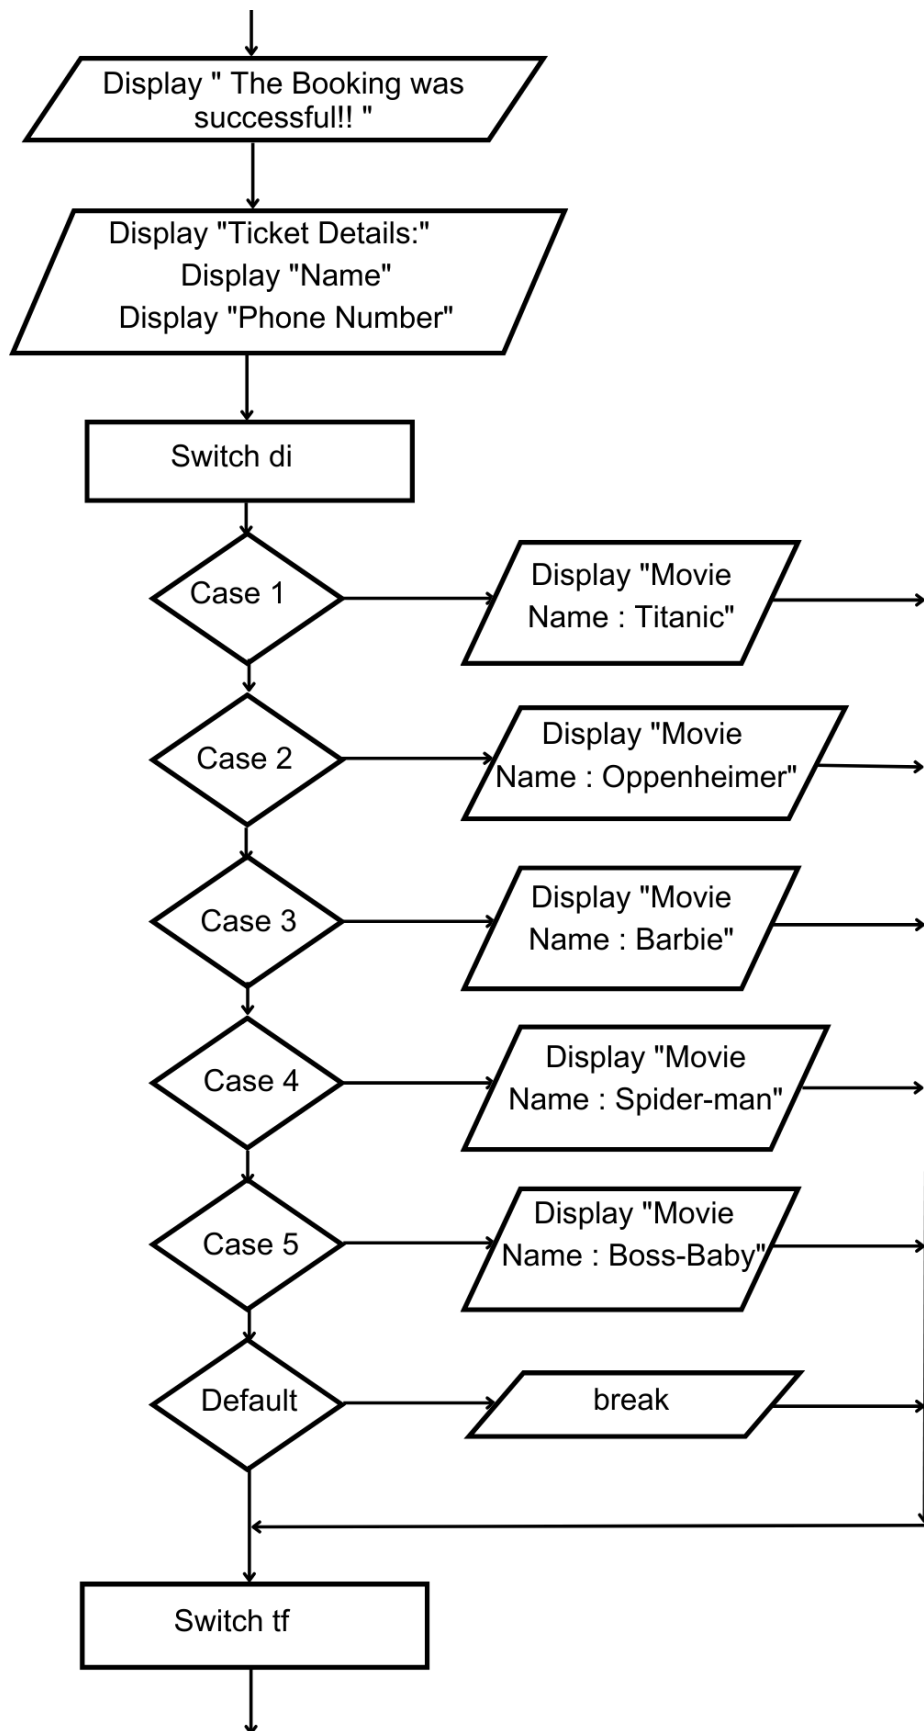 Display " The Booking was
successful!! "
Display "Ticket Details:"
Display "Name"
Display "Phone Number"
Switch di
Case 1
Display "Movie
Name : Titanic"
Case 2
Display "Movie
Name : Oppenheimer"
Case 3
Display "Movie
Name : Barbie"
Case 4
Display "Movie
Name : Spider-man"
Case 5
Display "Movie
Name : Boss-Baby"
Default
break
Switch tf